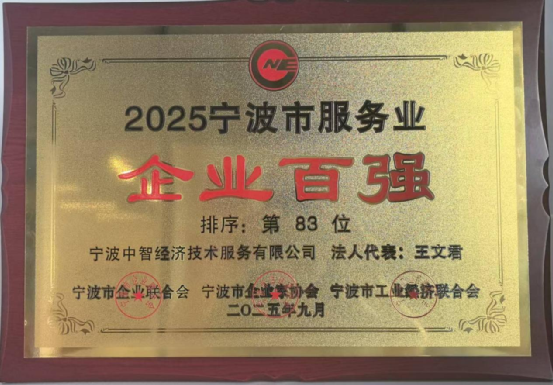 CNE
2025宁波市服务业
企业百强
排序：第 83 位
宁波中智经济技术服务有限公司 法人代表：王文君
宁波市企业联合会 宁波市企业家协会 宁波市工业经济联合会
二〇二五年九月